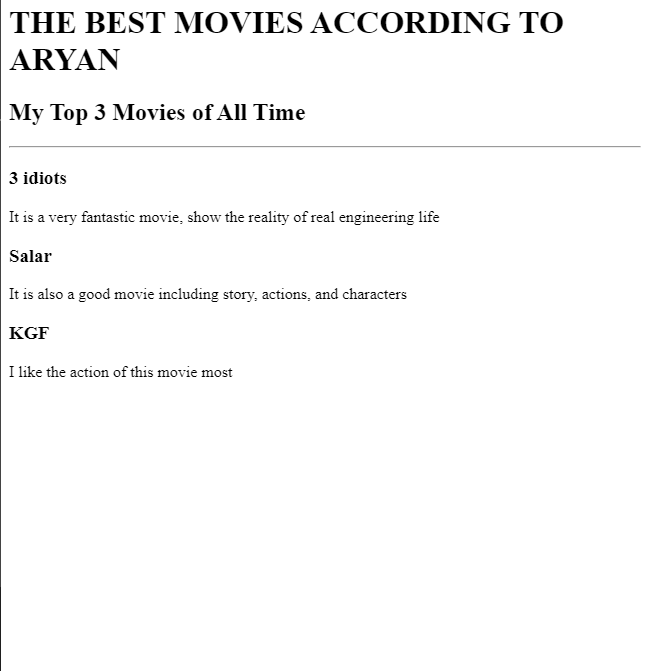 THE BEST MOVIES ACCORDING TO
ARYAN
My Top 3 Movies of All Time
3 idiots
It is a very fantastic movie, show the reality of real engineering life
Salar
It is also a good movie including story, actions, and characters
KGF
I like the action of this movie most